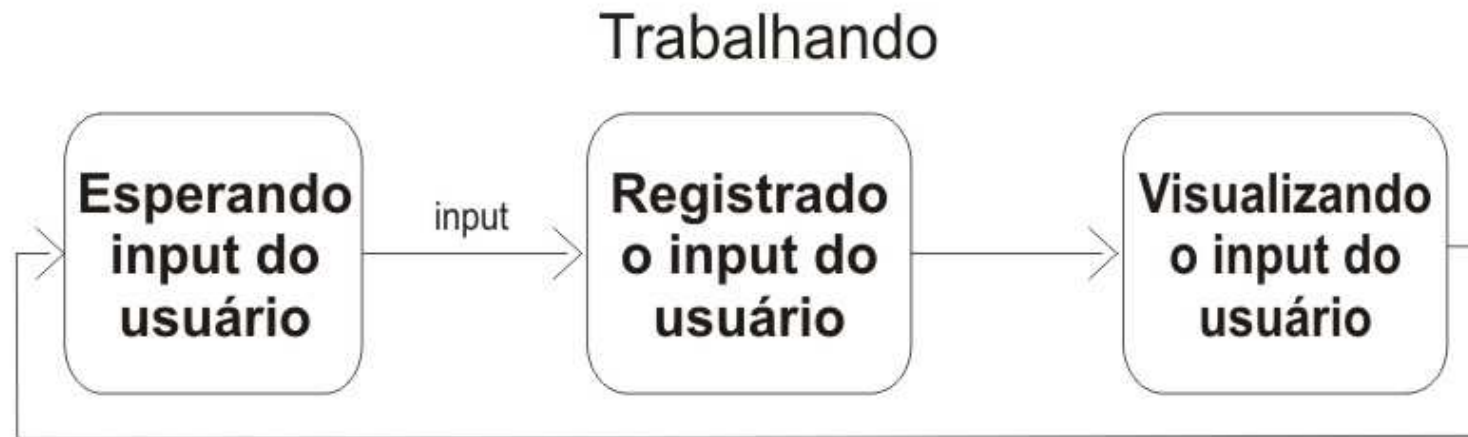 Trabalhando
Esperando
input do
usuário
input
Registrado
o input do
usuário
Visualizando
o input do
usuário